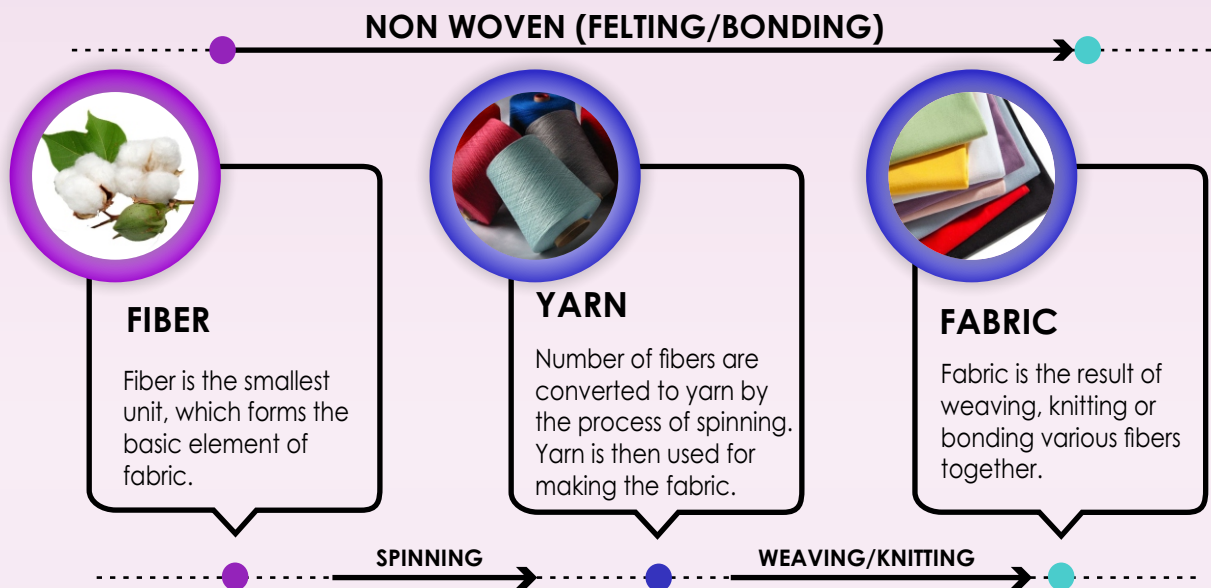 NON WOVEN (FELTING/BONDING)
FIBER
Fiber is the smallest
unit, which forms the
basic element of
fabric.
YARN
Number of fibers are
converted to yarn by
the process of spinning.
Yarn is then used for
making the fabric.
FABRIC
Fabric is the result of
weaving, knitting or
bonding various fibers
together.
SPINNING
WEAVING/KNITTING